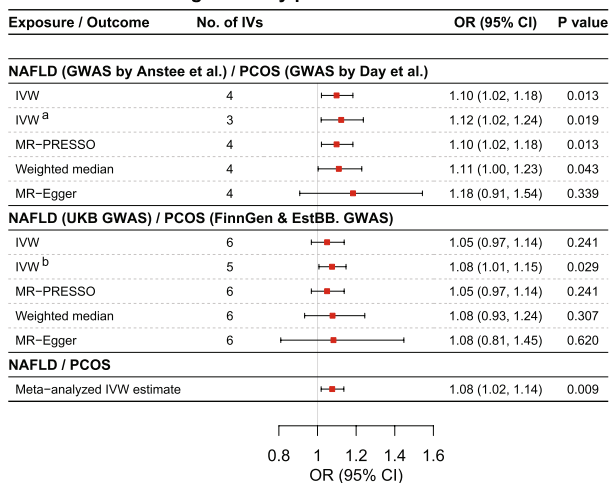 Exposure / Outcome No. of IVs OR (95% CI) P value
NAFLD (GWAS by Anstee et al.) / PCOS (GWAS by Day et al.)
IVW 4 1.10 (1.02, 1.18) 0.013
IVW a 3 1.12 (1.02, 1.24) 0.019
MR−PRESSO 4 1.10 (1.02, 1.18) 0.013
Weighted median 4 1.11 (1.00, 1.23) 0.043
MR−Egger 4 1.18 (0.91, 1.54) 0.339
NAFLD (UKB GWAS) / PCOS (FinnGen & EstBB. GWAS)
IVW 6 1.05 (0.97, 1.14) 0.241
IVW b 5 1.08 (1.01, 1.15) 0.029
MR−PRESSO 6 1.05 (0.97, 1.14) 0.241
Weighted median 6 1.08 (0.93, 1.24) 0.307
MR−Egger 6 1.08 (0.81, 1.45) 0.620
NAFLD / PCOS
Meta−analyzed IVW estimate 1.08 (1.02, 1.14) 0.009
0.8 1 1.2 1.4 1.6
OR (95% CI)